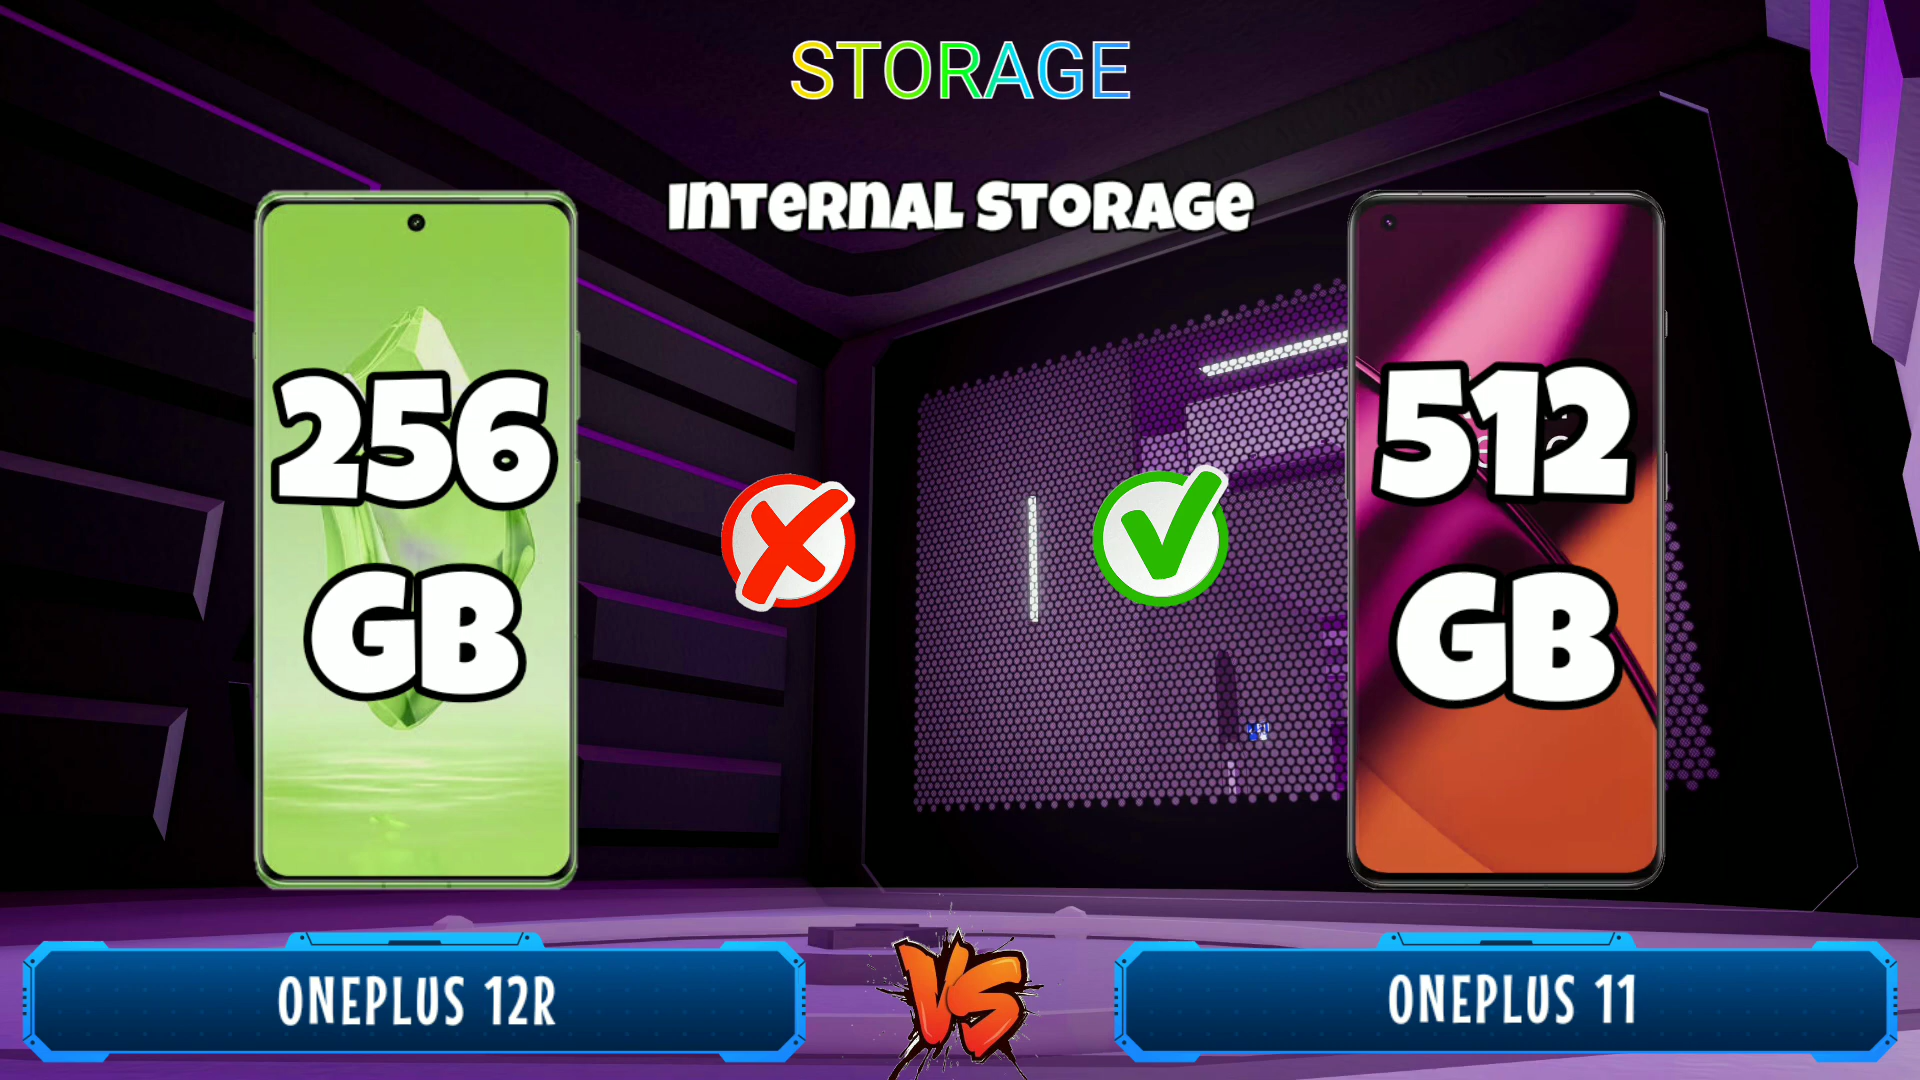 STORAGE
INTERNAL STORAGE
256
GB
512
GB
ONEPLUS 12R
VS
ONEPLUS 11